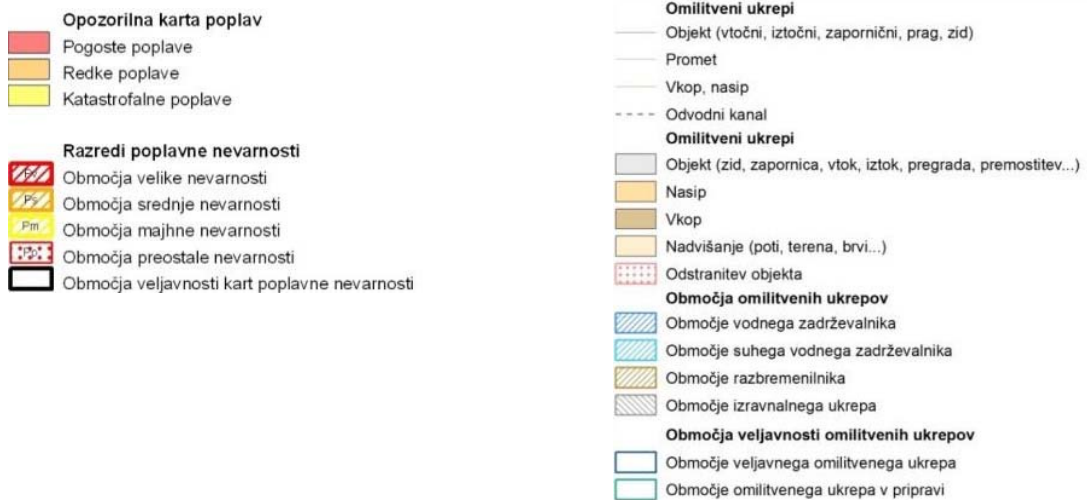 Opozorilna karta poplav
Pogoste poplave
Redke poplave
Katastrofalne poplave
Razredi poplavne nevarnosti
Pv Območja velike nevarnosti
Ps Območja srednje nevarnosti
Pm Območja majhne nevarnosti
Pp Območja preostale nevarnosti
Območja veljavnosti kart poplavne nevarnosti
Omilitveni ukrepi
Objekt (vtočni, iztočni, zapornični, prag, zid)
Promet
Vkop, nasip
Odvodni kanal
Omilitveni ukrepi
Objekt (zid, zapornica, vtok, iztok, pregrada, premostitev...)
Nasip
Vkop
Nadvišanje (poti, terena, brvi...)
Odstranitev objekta
Območja omilitvenih ukrepov
Območje vodnega zadrževalnika
Območje suhega vodnega zadrževalnika
Območje razbremenilnika
Območje izravnalnega ukrepa
Območja veljavnosti omilitvenih ukrepov
Območje veljavnega omilitvenega ukrepa
Območje omilitvenega ukrepa v pripravi